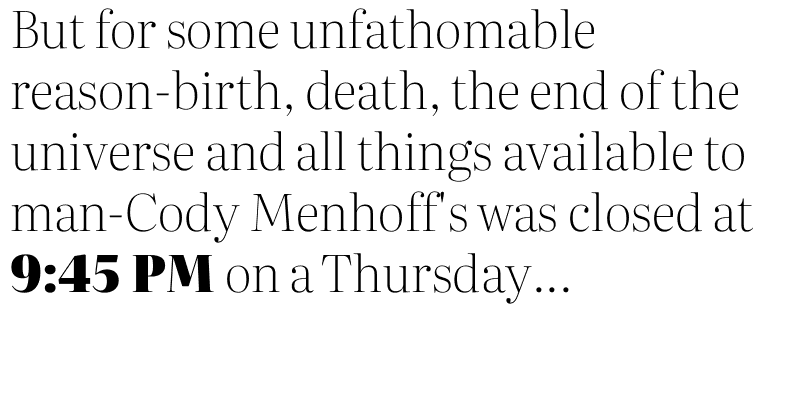 But for some unfathomable
reason-birth, death, the end of the
universe and all things available to
man-Cody Menhoff's was closed at
9:45 PM on a Thursday...